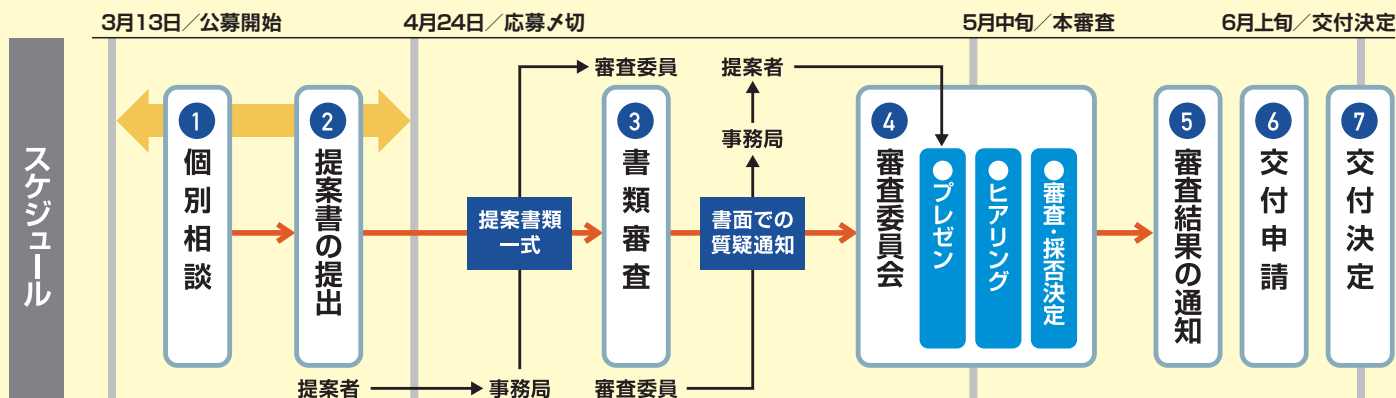 3月13日／公募開始
4月24日／応募〆切
5月中旬／本審査
6月上旬／交付決定
スケジュール
1
個別相談
2
提案書の提出
提案者
事務局
提案書類
一式
審査委員
3
書類審査
審査委員
書面での
質疑通知
事務局
提案者
4
審査委員会
●プレゼン
●ヒアリング
●審査・採否決定
5
審査結果の通知
6
交付申請
7
交付決定